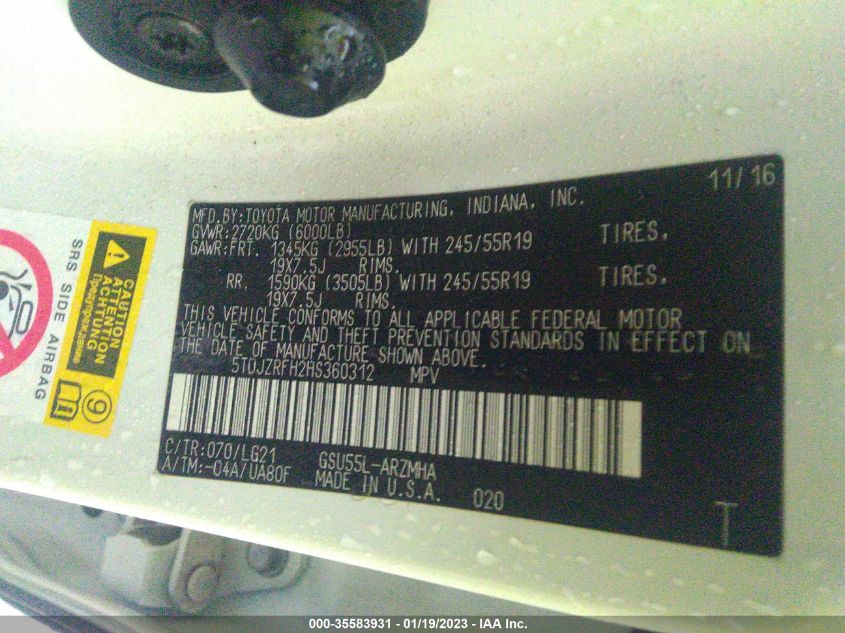 11/16
MFD.BY:TOYOTA MOTOR MANUFACTURING, INDIANA, INC.
GVWR:2720KG (6000LB)
GAWR:FRT. 1345KG (2955LB) WITH 245/55R19 TIRES,
19X7.5J RIMS.
RR. 1590KG (3505LB) WITH 245/55R19 TIRES,
19X7.5J RIMS.
THIS VEHICLE CONFORMS TO ALL APPLICABLE FEDERAL MOTOR
VEHICLE SAFETY AND THEFT PREVENTION STANDARDS IN EFFECT ON
THE DATE OF MANUFACTURE SHOWN ABOVE.
5TDJZRFH2HS360312 MPV
C/TR:070/LG21 GSU55L-ARZMHA
A/TM:-04A/UA80F MADE IN U.S.A. 020
T
SRS SIDE AIRBAG
CAUTION
ATTENTION
ACHTUNG
Предупреждение
i
9
000-35583931 - 01/19/2023 - IAA Inc.